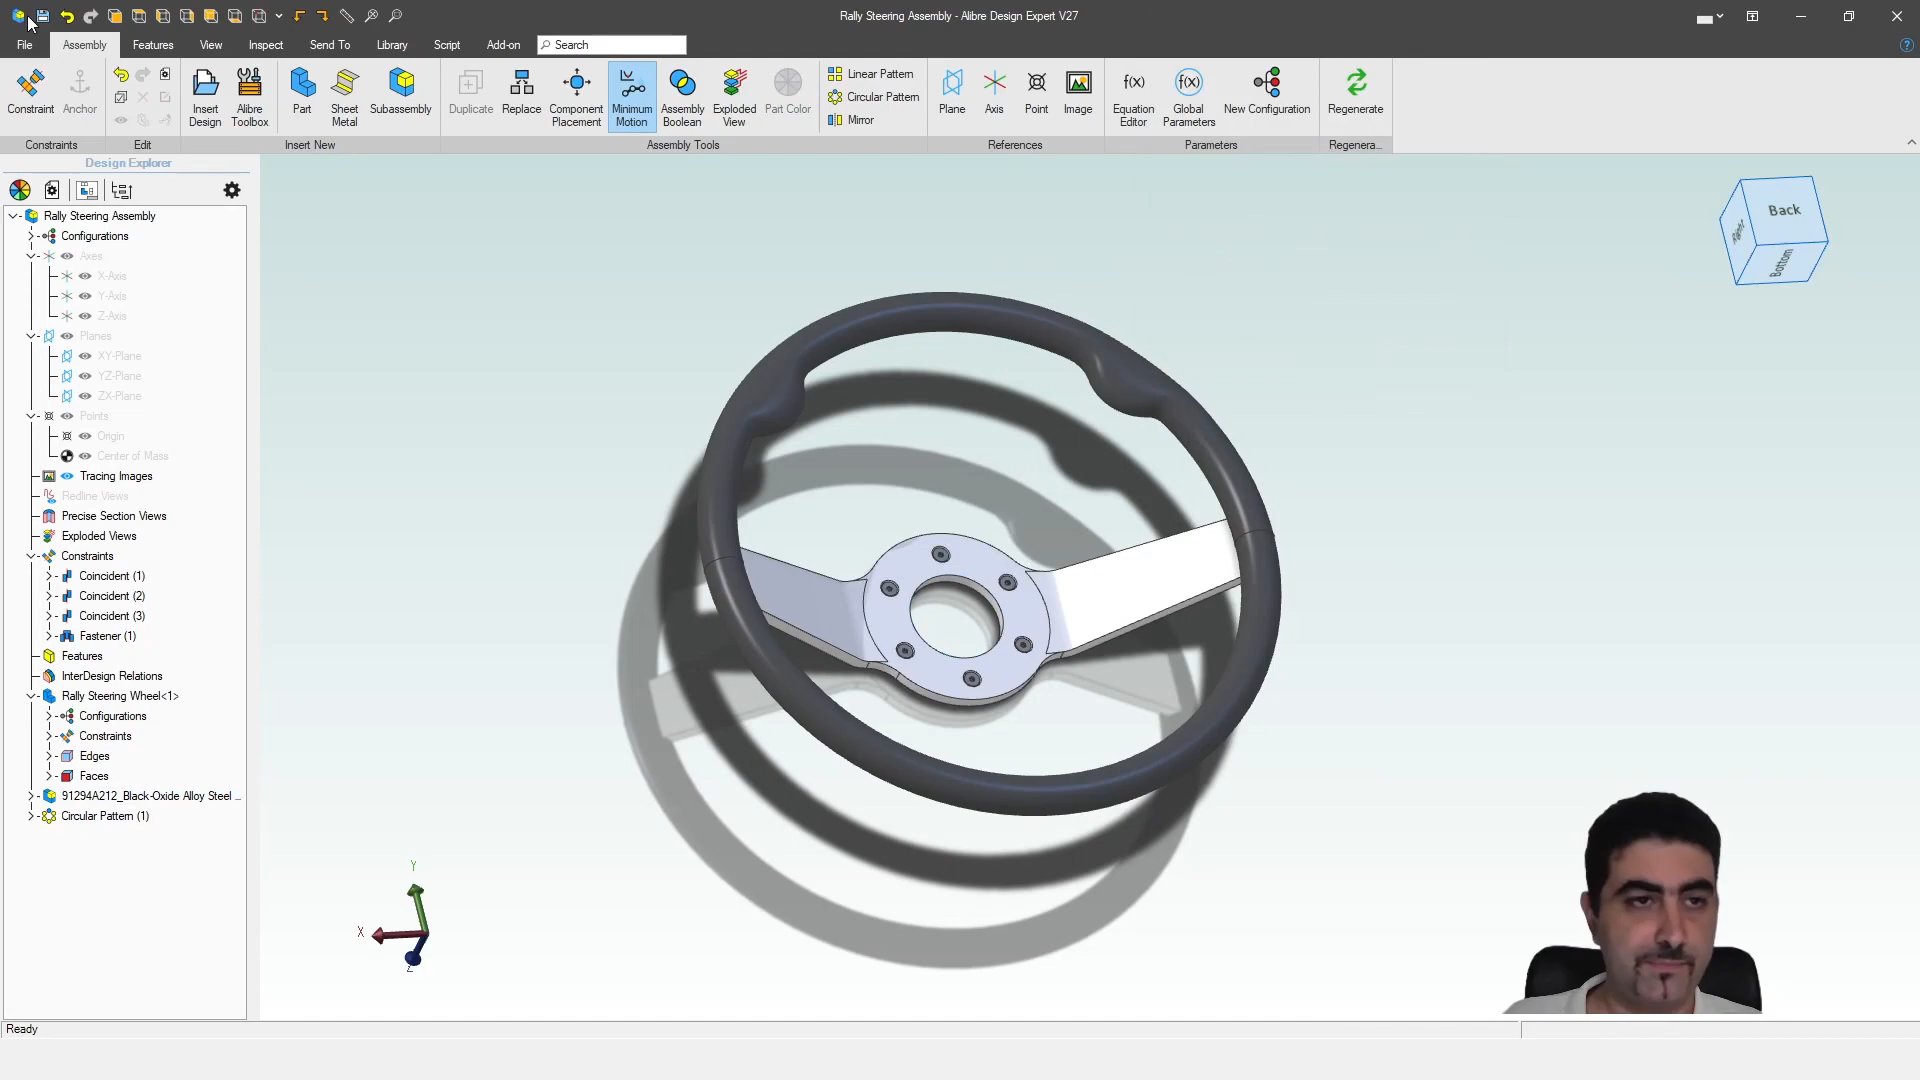 Rally Steering Assembly - Alibre Design Expert V27
File
Assembly
Features
View
Inspect
Send To
Library
Script
Add-on
Search
Constraint
Anchor
Constraints
Edit
Insert
Design
Alibre
Toolbox
Part
Sheet
Metal
Subassembly
Insert New
Duplicate
Replace
Component
Placement
Minimum
Motion
Assembly
Boolean
Exploded
View
Part Color
Linear Pattern
Circular Pattern
Mirror
Assembly Tools
Plane
Axis
Point
Image
References
Equation
Editor
Global
Parameters
New Configuration
Parameters
Regenerate
Regenera...
Design Explorer
Rally Steering Assembly
Configurations
Axes
X-Axis
Y-Axis
Z-Axis
Planes
XY-Plane
YZ-Plane
ZX-Plane
Points
Origin
Center of Mass
Tracing Images
Redline Views
Precise Section Views
Exploded Views
Constraints
Coincident (1)
Coincident (2)
Coincident (3)
Fastener (1)
Features
InterDesign Relations
Rally Steering Wheel<1>
Configurations
Constraints
Edges
Faces
91294A212_Black-Oxide Alloy Steel ...
Circular Pattern (1)
Back
Right
Bottom
Y
X
Z
Ready